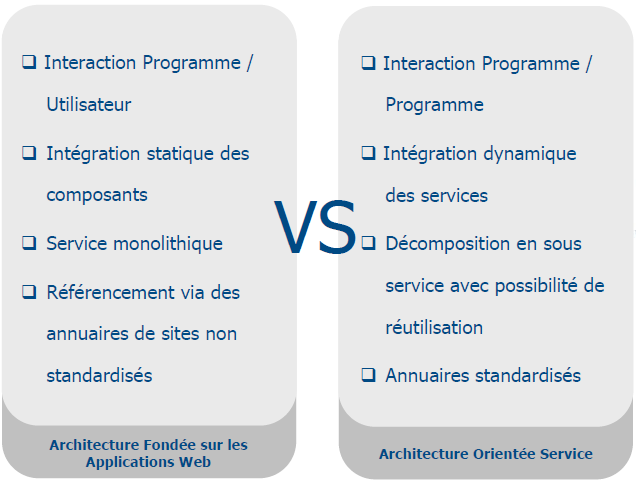 ❑ Interaction Programme /
Utilisateur
❑ Intégration statique des
composants
❑ Service monolithique
❑ Référencement via des
annuaires de sites non
standardisés
Architecture Fondée sur les
Applications Web
VS
❑ Interaction Programme /
Programme
❑ Intégration dynamique
des services
❑ Décomposition en sous
service avec possibilité de
réutilisation
❑ Annuaires standardisés
Architecture Orientée Service